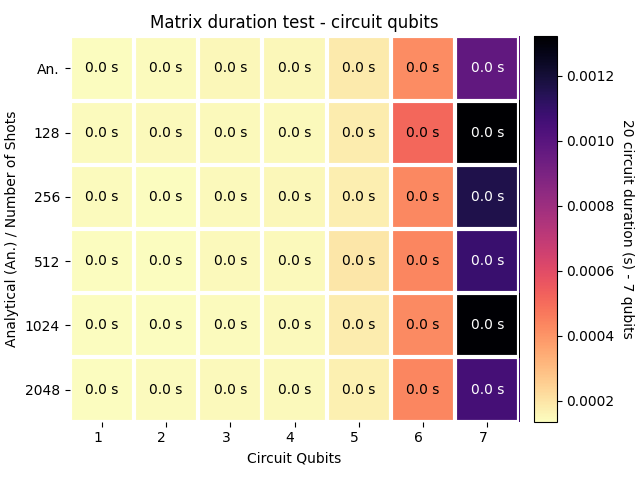 Matrix duration test - circuit qubits
Analytical (An.) / Number of Shots
An. 0.0 s 0.0 s 0.0 s 0.0 s 0.0 s 0.0 s 0.0 s
128 0.0 s 0.0 s 0.0 s 0.0 s 0.0 s 0.0 s 0.0 s
256 0.0 s 0.0 s 0.0 s 0.0 s 0.0 s 0.0 s 0.0 s
512 0.0 s 0.0 s 0.0 s 0.0 s 0.0 s 0.0 s 0.0 s
1024 0.0 s 0.0 s 0.0 s 0.0 s 0.0 s 0.0 s 0.0 s
2048 0.0 s 0.0 s 0.0 s 0.0 s 0.0 s 0.0 s 0.0 s
1 2 3 4 5 6 7
Circuit Qubits
0.0012
0.0010
0.0008
0.0006
0.0004
0.0002
20 circuit duration (s) - 7 qubits